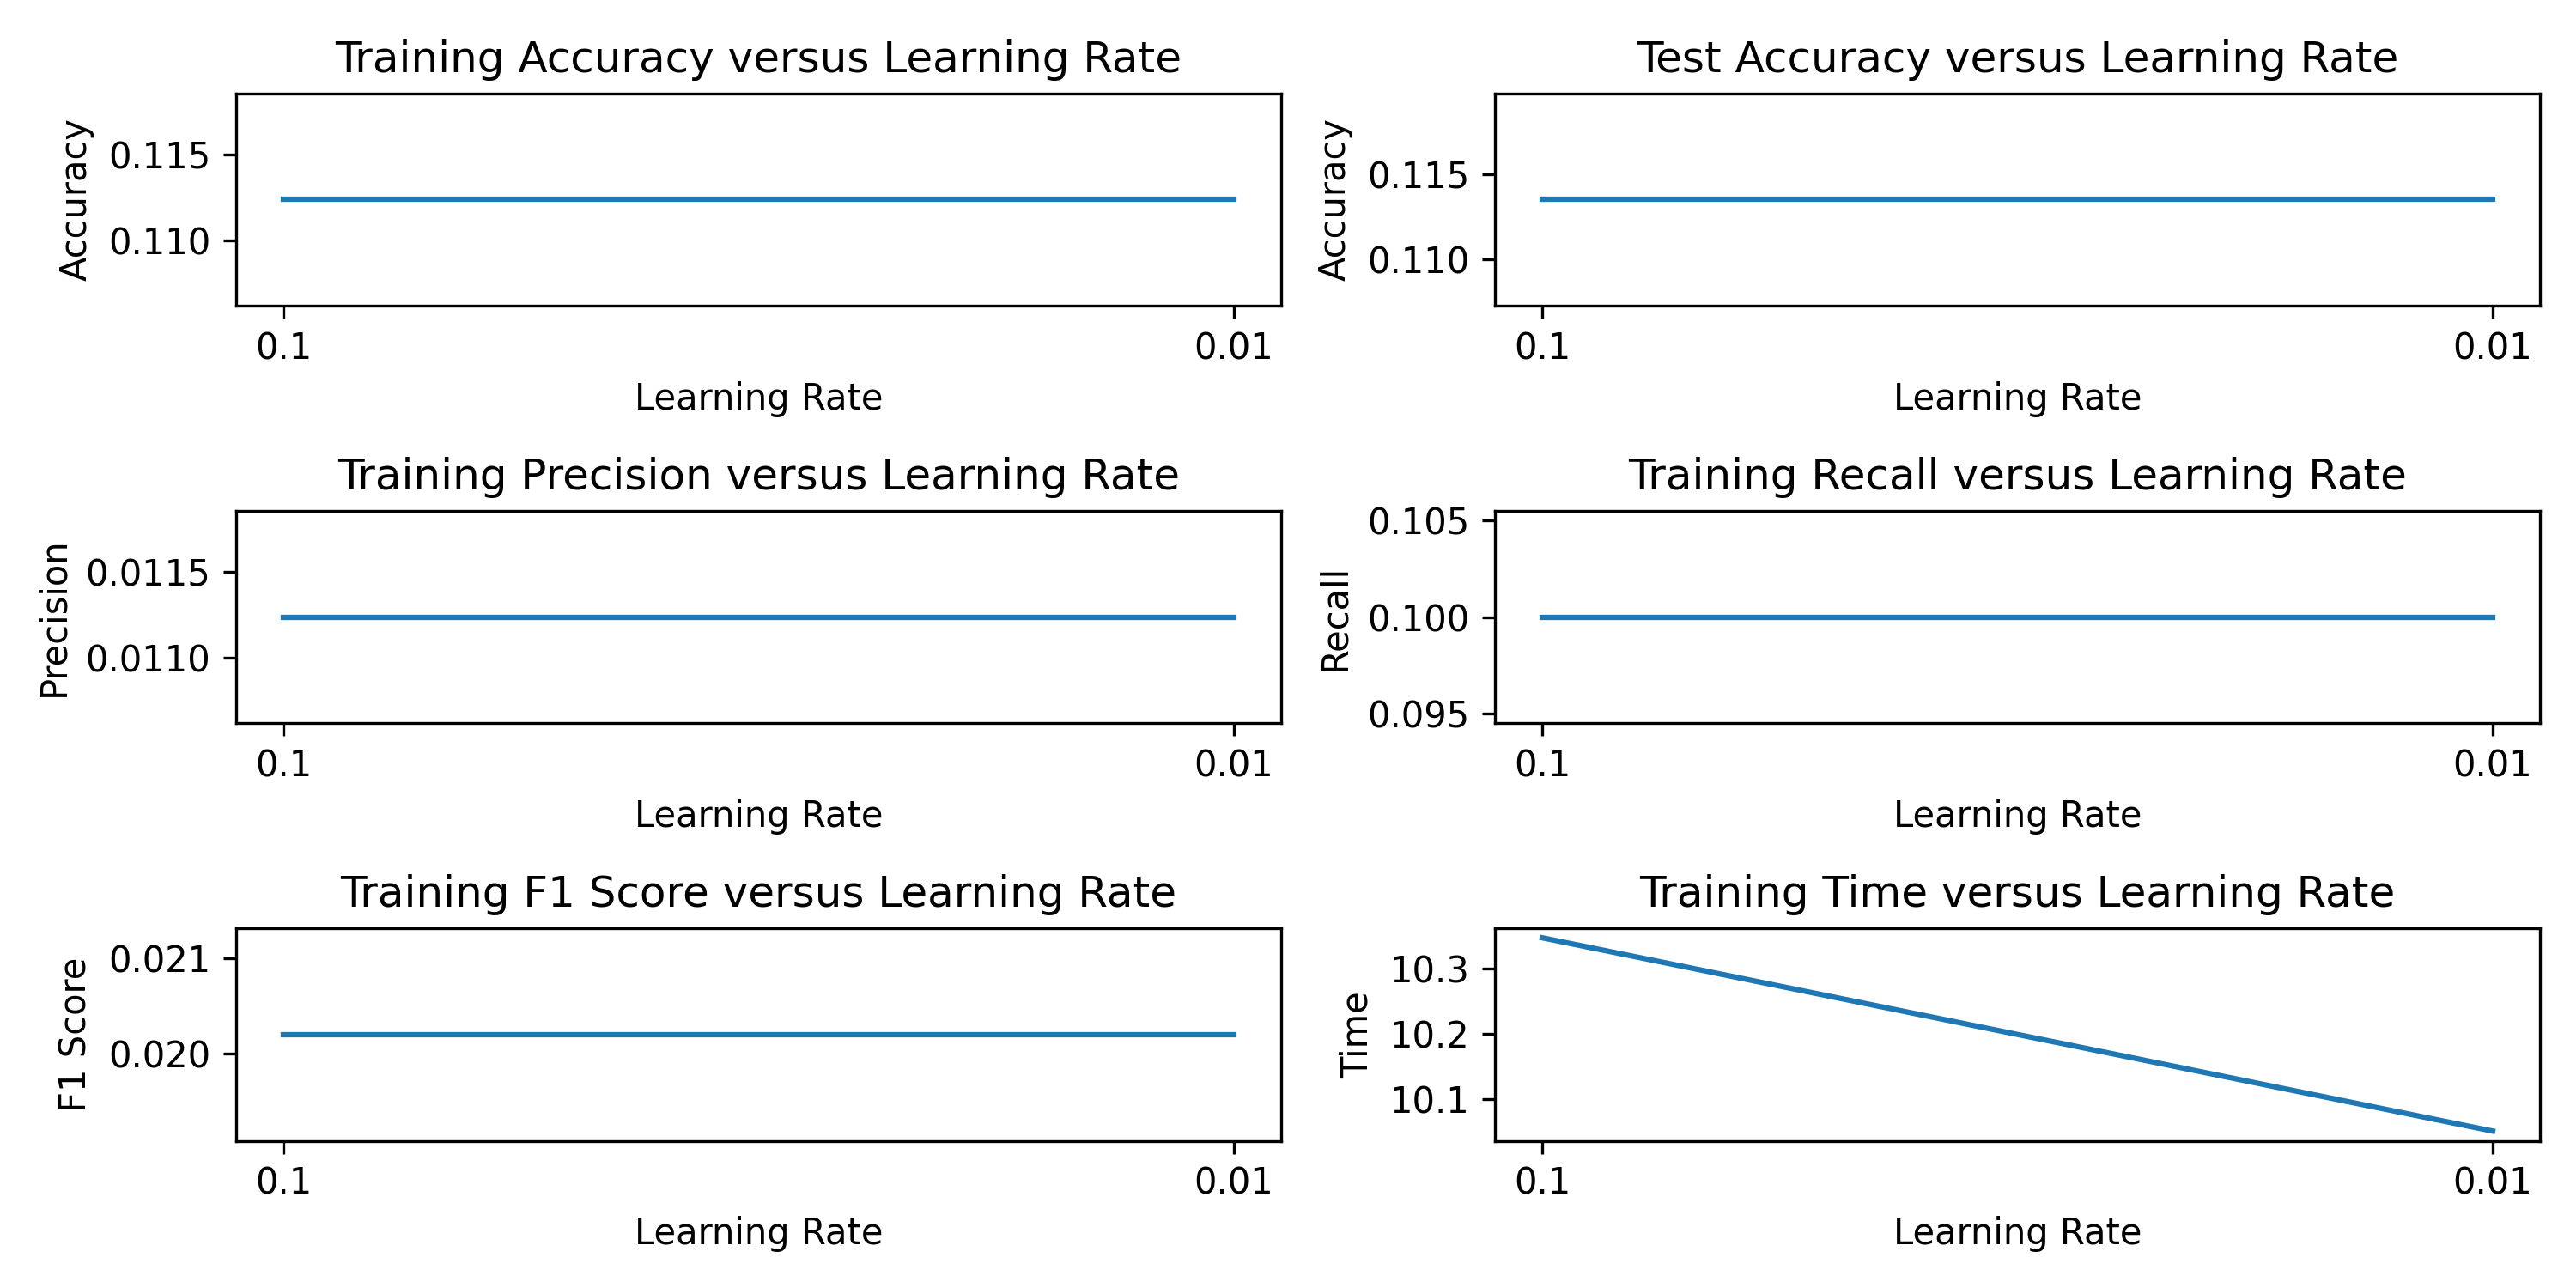 Training Accuracy versus Learning Rate
Accuracy
0.115
0.110
0.1
0.01
Learning Rate
Test Accuracy versus Learning Rate
Accuracy
0.115
0.110
0.1
0.01
Learning Rate
Training Precision versus Learning Rate
Precision
0.0115
0.0110
0.1
0.01
Learning Rate
Training Recall versus Learning Rate
Recall
0.105
0.100
0.095
0.1
0.01
Learning Rate
Training F1 Score versus Learning Rate
F1 Score
0.021
0.020
0.1
0.01
Learning Rate
Training Time versus Learning Rate
Time
10.3
10.2
10.1
0.1
0.01
Learning Rate